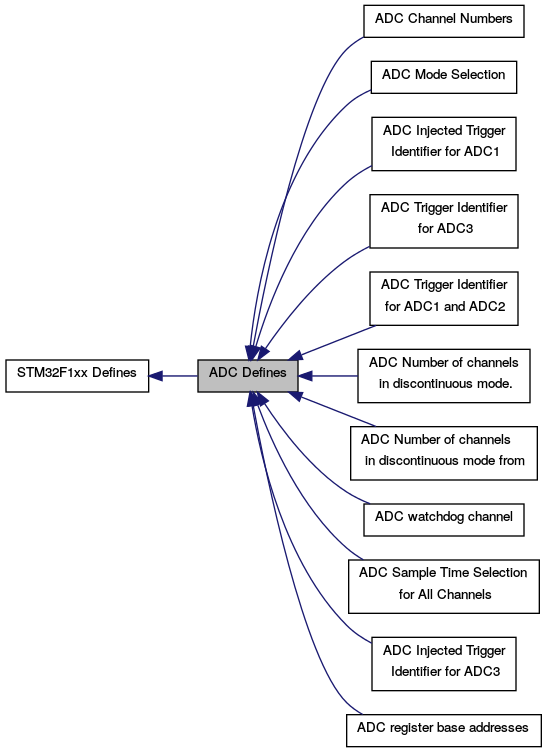 ADC Channel Numbers
ADC Mode Selection
ADC Injected Trigger
Identifier for ADC1
ADC Trigger Identifier
for ADC3
ADC Trigger Identifier
for ADC1 and ADC2
STM32F1xx Defines
ADC Defines
ADC Number of channels
in discontinuous mode.
ADC Number of channels
in discontinuous mode from
ADC watchdog channel
ADC Sample Time Selection
for All Channels
ADC Injected Trigger
Identifier for ADC3
ADC register base addresses